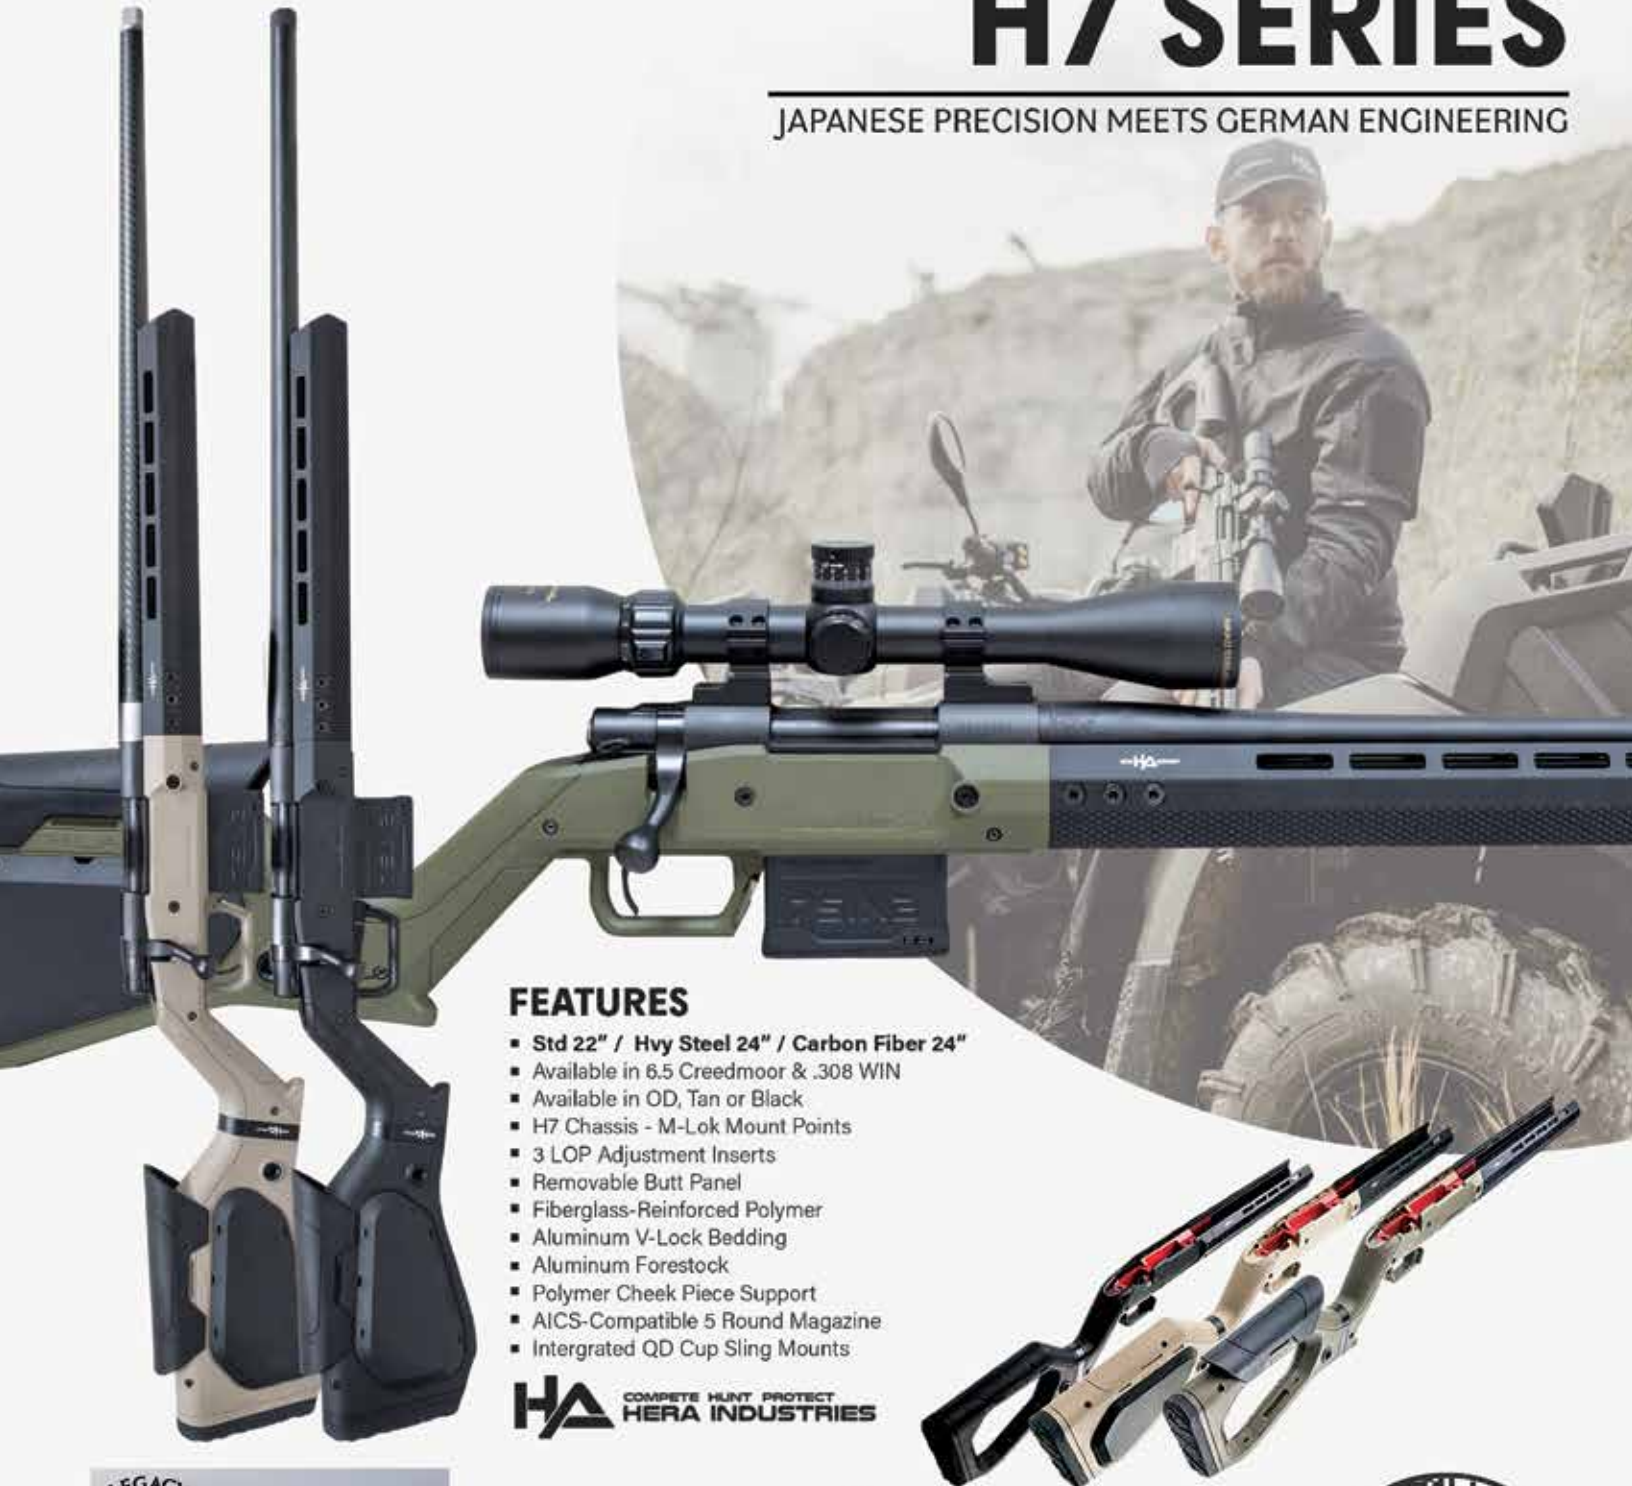 H7 SERIES
JAPANESE PRECISION MEETS GERMAN ENGINEERING
FEATURES
▪ Std 22" / Hvy Steel 24" / Carbon Fiber 24"
▪ Available in 6.5 Creedmoor & .308 WIN
▪ Available in OD, Tan or Black
▪ H7 Chassis - M-Lok Mount Points
▪ 3 LOP Adjustment Inserts
▪ Removable Butt Panel
▪ Fiberglass-Reinforced Polymer
▪ Aluminum V-Lock Bedding
▪ Aluminum Forestock
▪ Polymer Cheek Piece Support
▪ AICS-Compatible 5 Round Magazine
▪ Intergrated QD Cup Sling Mounts
HA
COMPETE HUNT PROTECT
HERA INDUSTRIES